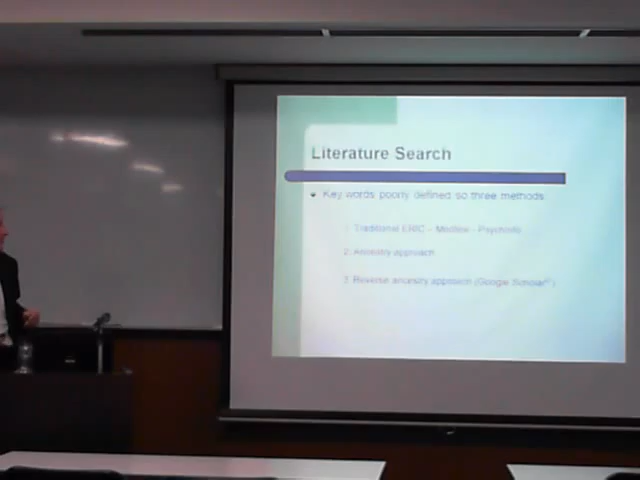 Literature Search
Key words poorly defined so three methods
1. Traditional ERIC – Medline - PsychInfo
2. Ancestry approach
3. Reverse ancestry approach (Google Scholar)